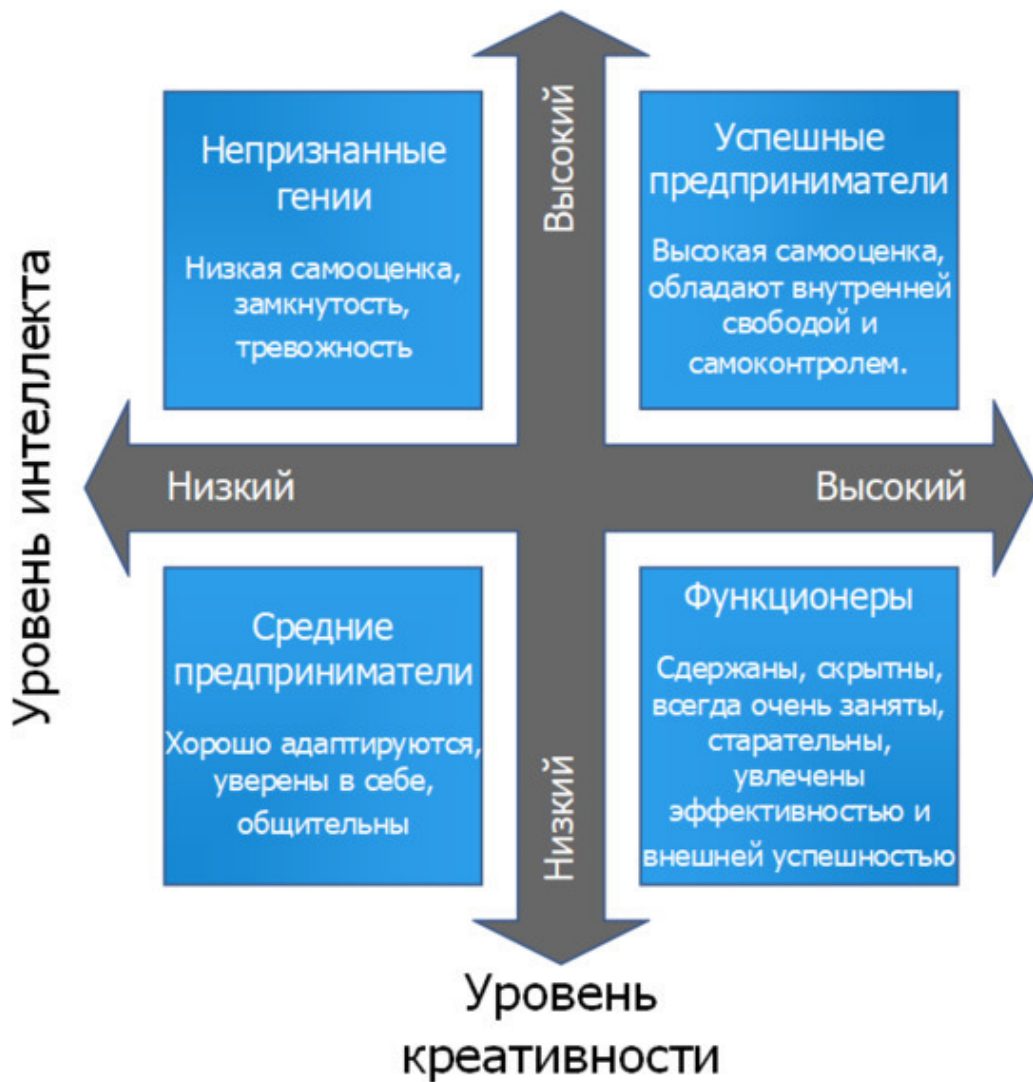 Высокий
Непризнанные
гении
Низкая самооценка,
замкнутость,
тревожность
Успешные
предприниматели
Высокая самооценка,
обладают внутренней
свободой и
самоконтролем.
Уровень интеллекта
Низкий
Высокий
Средние
предприниматели
Хорошо адаптируются,
уверены в себе,
общительны
Функционеры
Сдержаны, скрытны,
всегда очень заняты,
старательны,
увлечены
эффективностью и
внешней успешностью
Низкий
Уровень
креативности